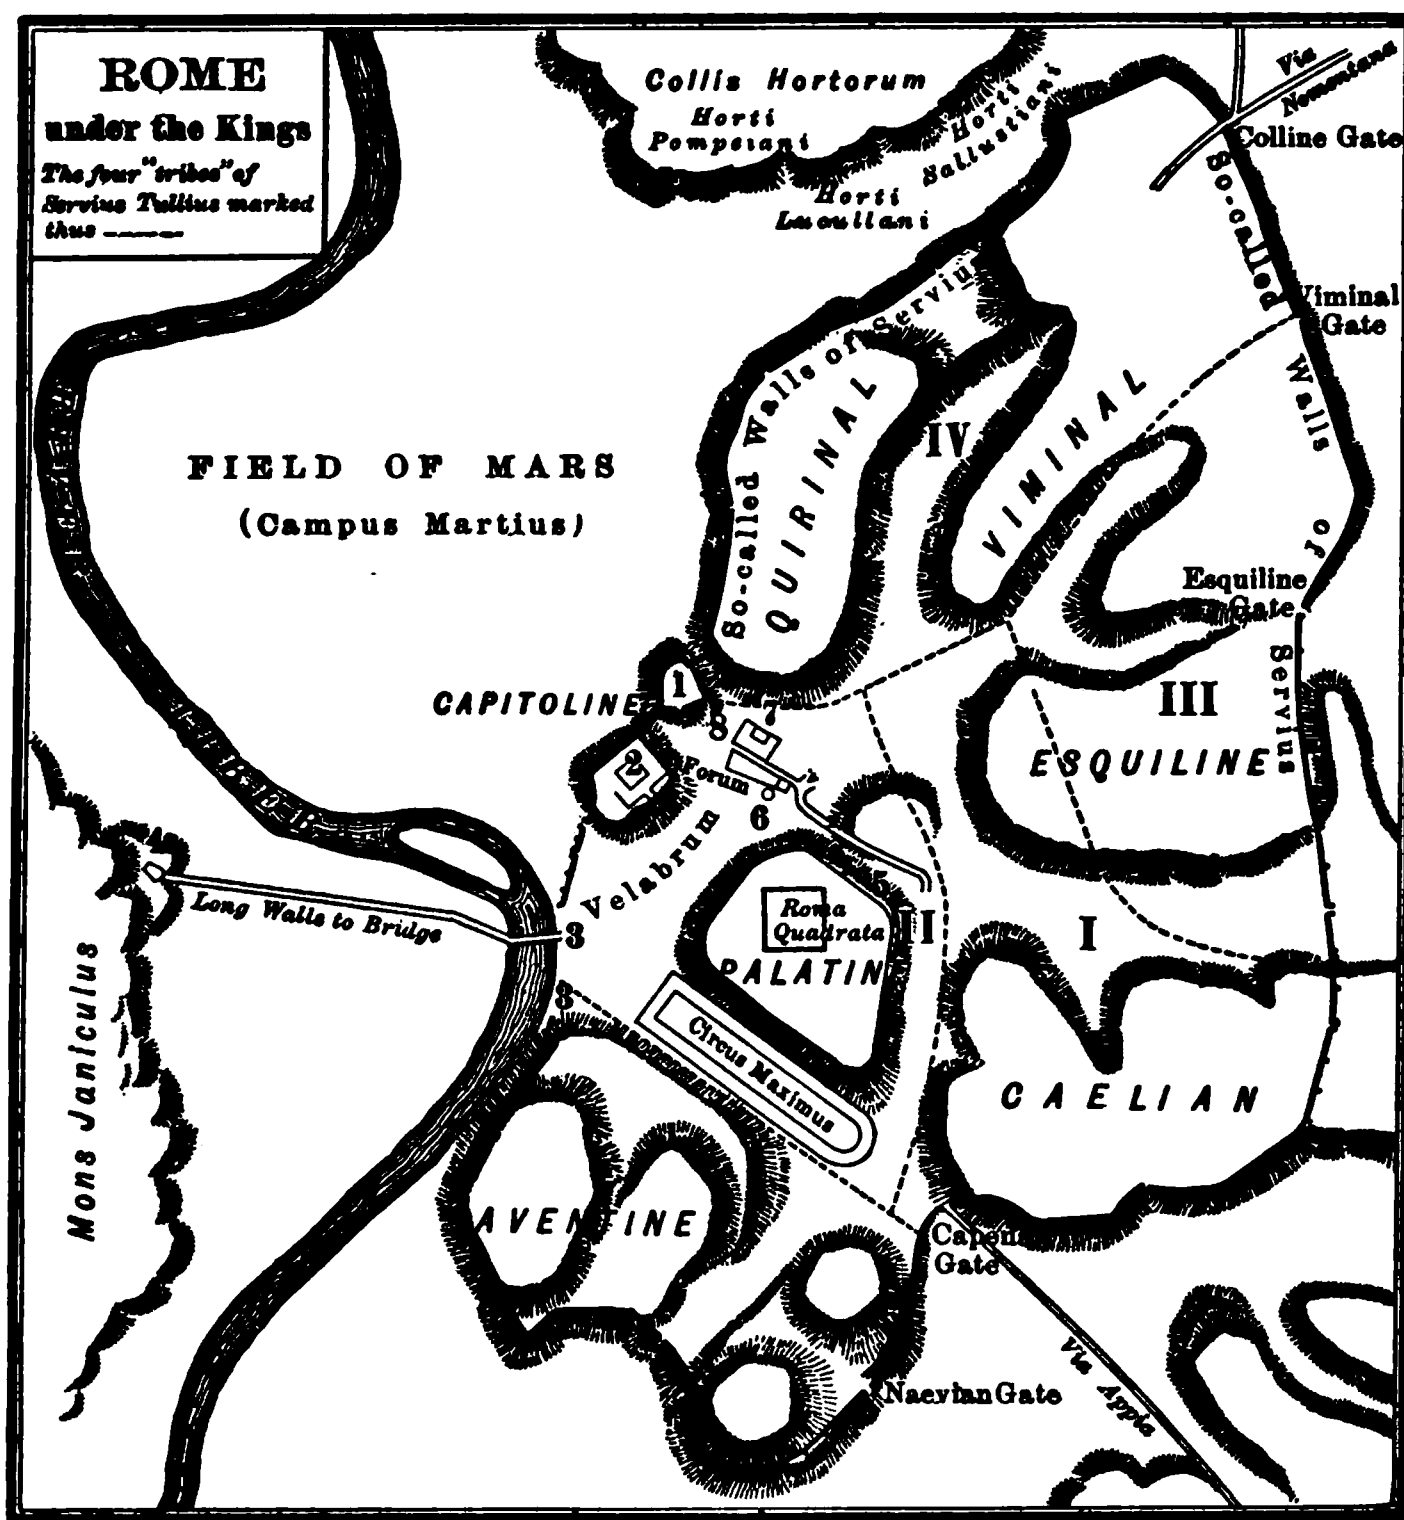 ROME
under the Kings
The four "tribes" of
Servius Tullius marked
thus
Collis Hortorum
Horti
Pompeiani
Horti
Sallustiani
Horti
Lucullani
Via
Nomentana
Colline Gate
So-called Walls of Servius
Viminal
Gate
So-called Walls of Servius
FIELD OF MARS
(Campus Martius)
QUIRINAL
IV
VIMINAL
Esquiline
Gate
III
ESQUILINE
CAPITOLINE
1
8
7
2
Forum
6
Velabrum
TIBER
Long Walls to Bridge
3
Roma
Quadrata
II
I
PALATIN
3
Circus Maximus
Mons Janiculus
CAELIAN
AVENTINE
Capena
Gate
Via Appia
Naevian Gate